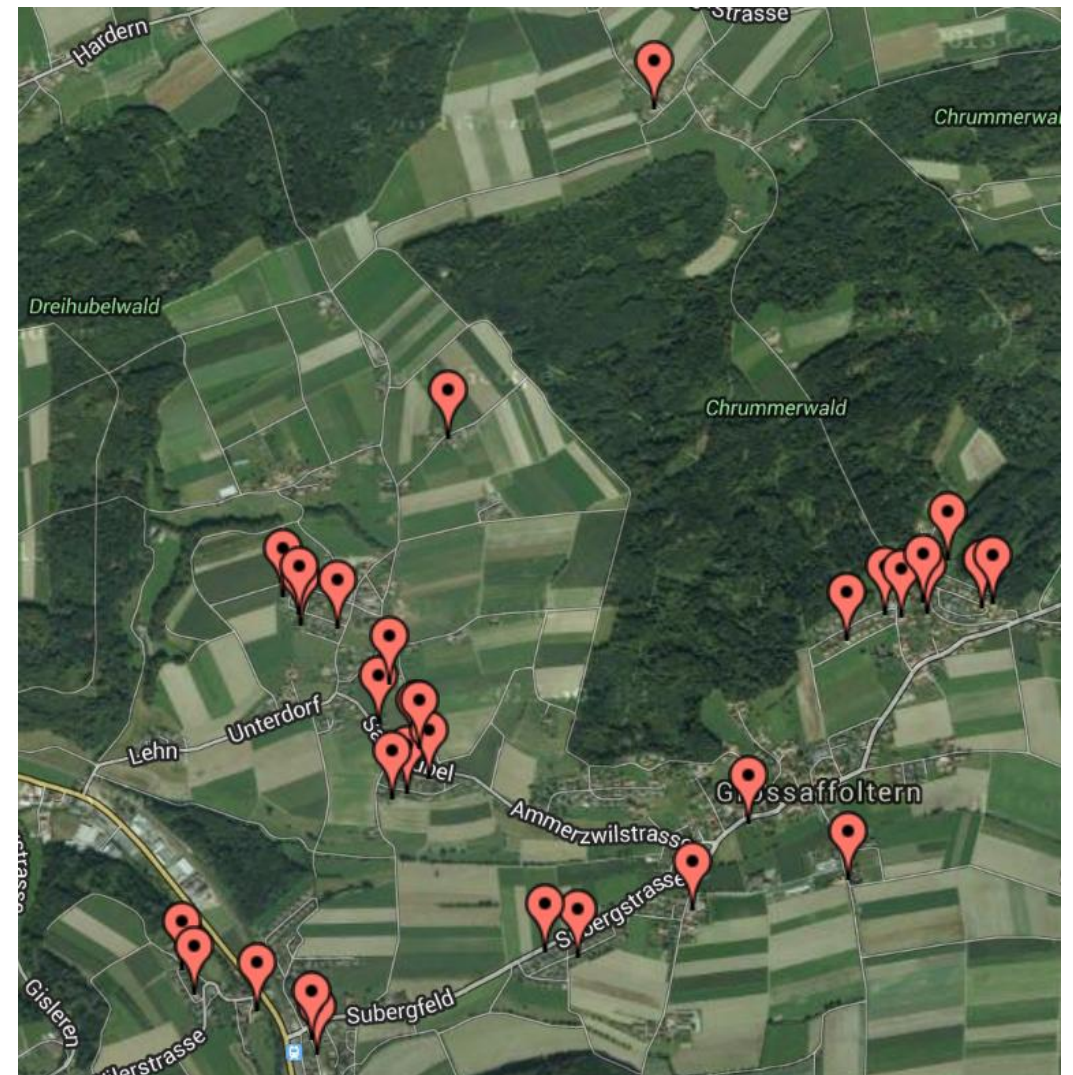 Strasse
Hardern
Chrummerwal
Dreihubelwald
Chrummerwald
Unterdorf
Lehn
Grossaffoltern
Ammerzwilstrasse
Subergstrasse
Subergfeld
Gisleren